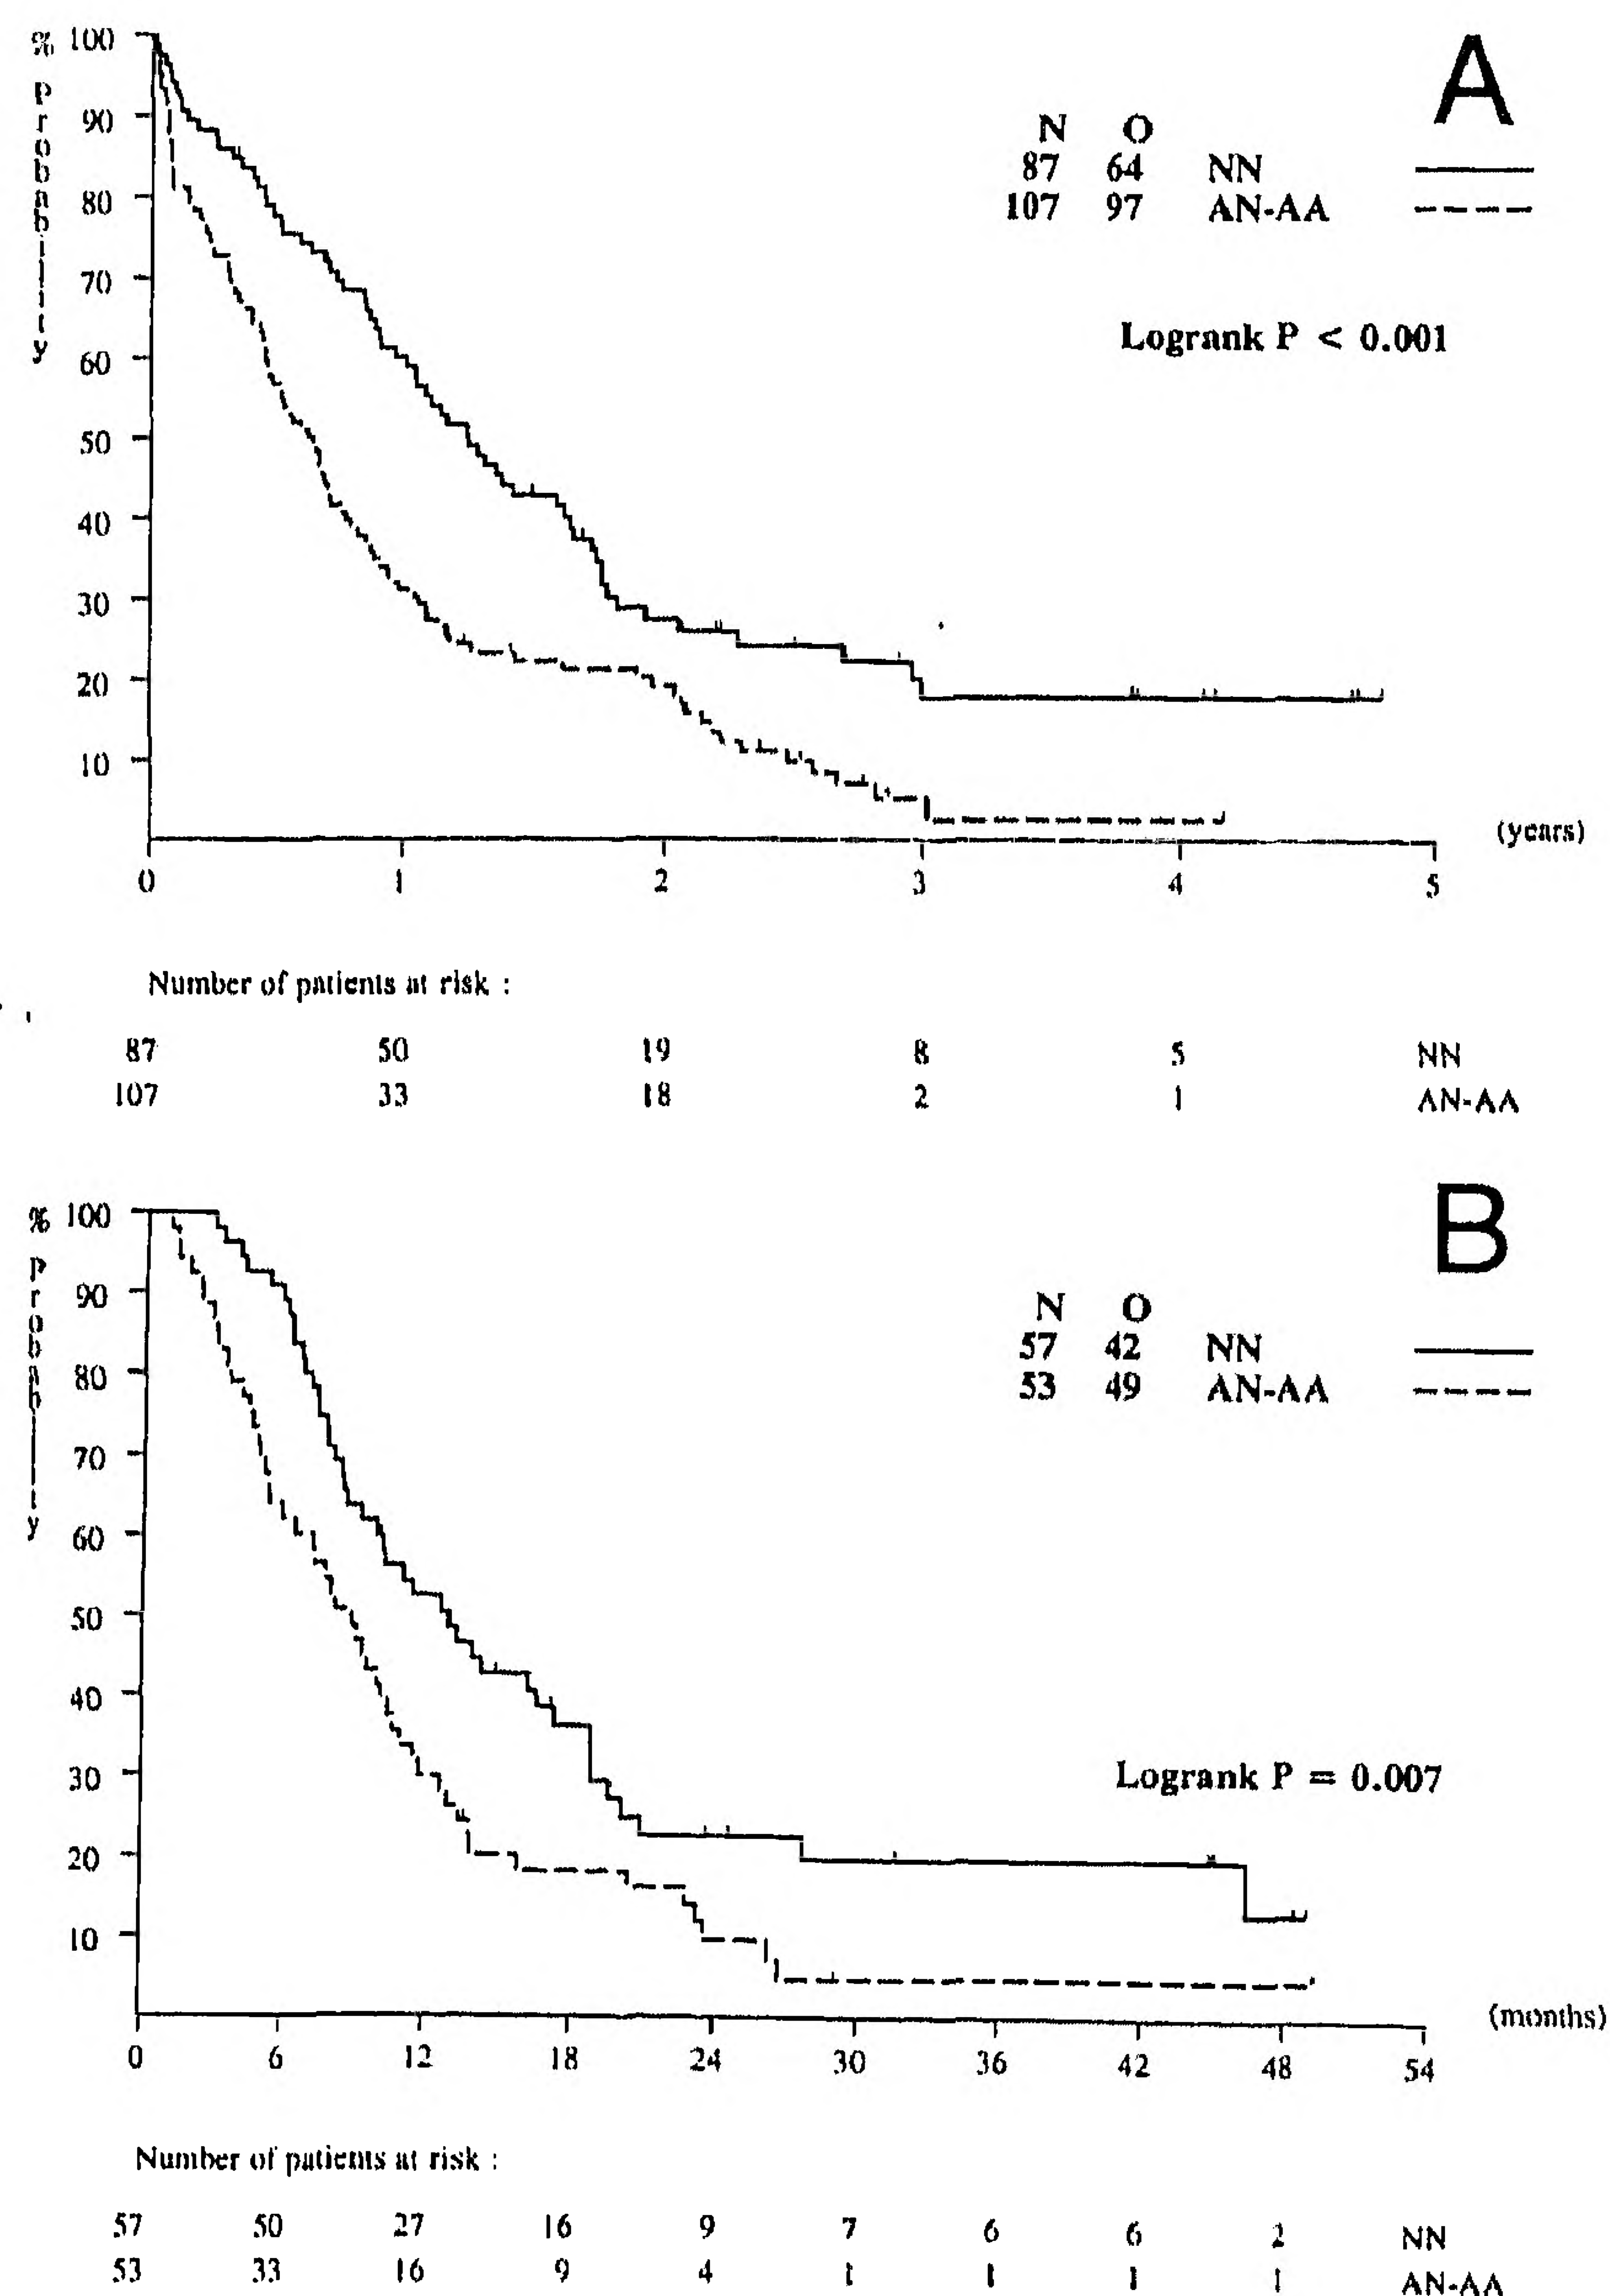 A
% probability
100
90
80
70
60
50
40
30
20
10
N O
87 64 NN
107 97 AN-AA
Logrank P < 0.001
(years)
0 1 2 3 4 5
Number of patients at risk :
87 50 19 8 5 NN
107 33 18 2 1 AN-AA
B
% probability
100
90
80
70
60
50
40
30
20
10
N O
57 42 NN
53 49 AN-AA
Logrank P = 0.007
(months)
0 6 12 18 24 30 36 42 48 54
Number of patients at risk :
57 50 27 16 9 7 6 6 2 NN
53 33 16 9 4 1 1 1 1 AN-AA